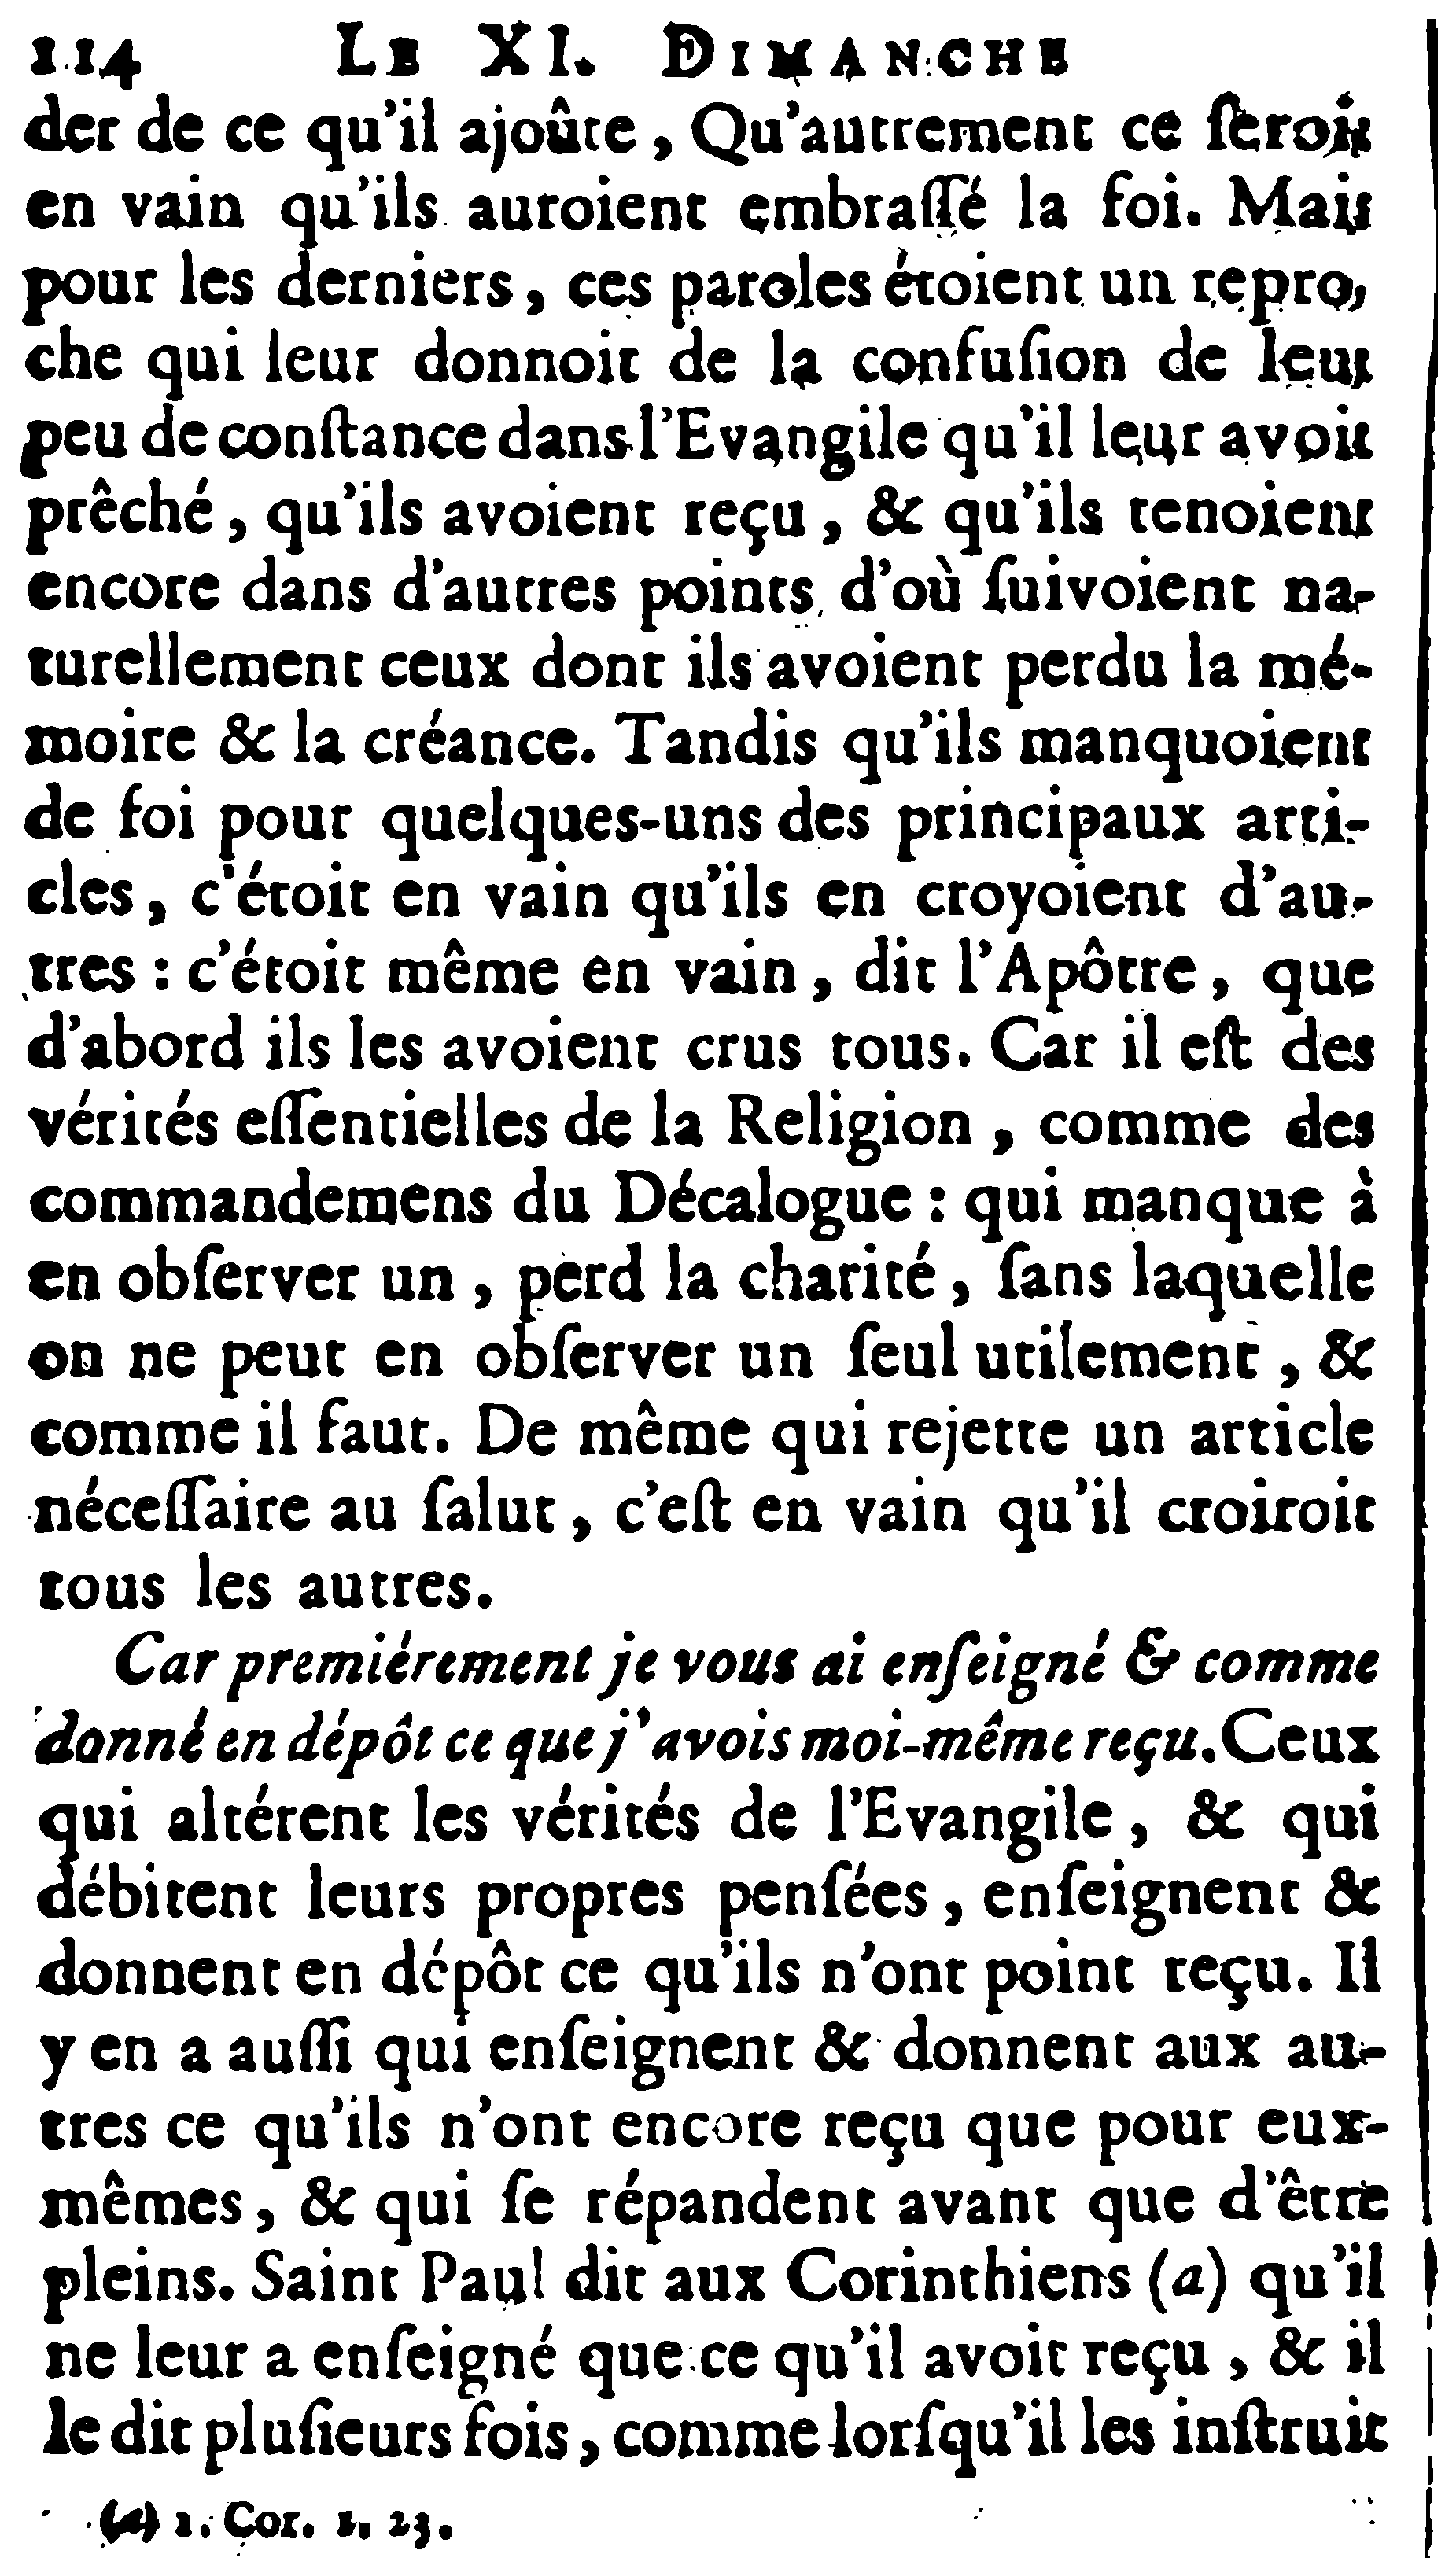 114 LE XI. DIMANCHE
der de ce qu'il ajoûte, Qu'autrement ce ſeroit
en vain qu'ils auroient embraſſé la foi. Mais
pour les derniers, ces paroles étoient un repro-
che qui leur donnoit de la confuſion de leur
peu de conſtance dans l'Evangile qu'il leur avoit
prêché, qu'ils avoient reçu, & qu'ils tenoient
encore dans d'autres points d'où ſuivoient na-
turellement ceux dont ils avoient perdu la mé-
moire & la créance. Tandis qu'ils manquoient
de foi pour quelques-uns des principaux arti-
cles, c'étoit en vain qu'ils en croyoient d'au-
tres : c'étoit même en vain, dit l'Apôtre, que
d'abord ils les avoient crus tous. Car il eſt des
vérités eſſentielles de la Religion, comme des
commandemens du Décalogue : qui manque à
en obſerver un, perd la charité, ſans laquelle
on ne peut en obſerver un ſeul utilement, &
comme il faut. De même qui rejette un article
néceſſaire au ſalut, c'eſt en vain qu'il croiroit
tous les autres.
Car premiérement je vous ai enſeigné & comme
donné en dépôt ce que j'avois moi-même reçu. Ceux
qui altérent les vérités de l'Evangile, & qui
débitent leurs propres penſées, enſeignent &
donnent en dépôt ce qu'ils n'ont point reçu. Il
y en a auſſi qui enſeignent & donnent aux au-
tres ce qu'ils n'ont encore reçu que pour eux-
mêmes, & qui ſe répandent avant que d'être
pleins. Saint Paul dit aux Corinthiens (a) qu'il
ne leur a enſeigné que ce qu'il avoit reçu, & il
le dit pluſieurs fois, comme lorſqu'il les inſtruit
(a) 1. Cor. 1. 23.